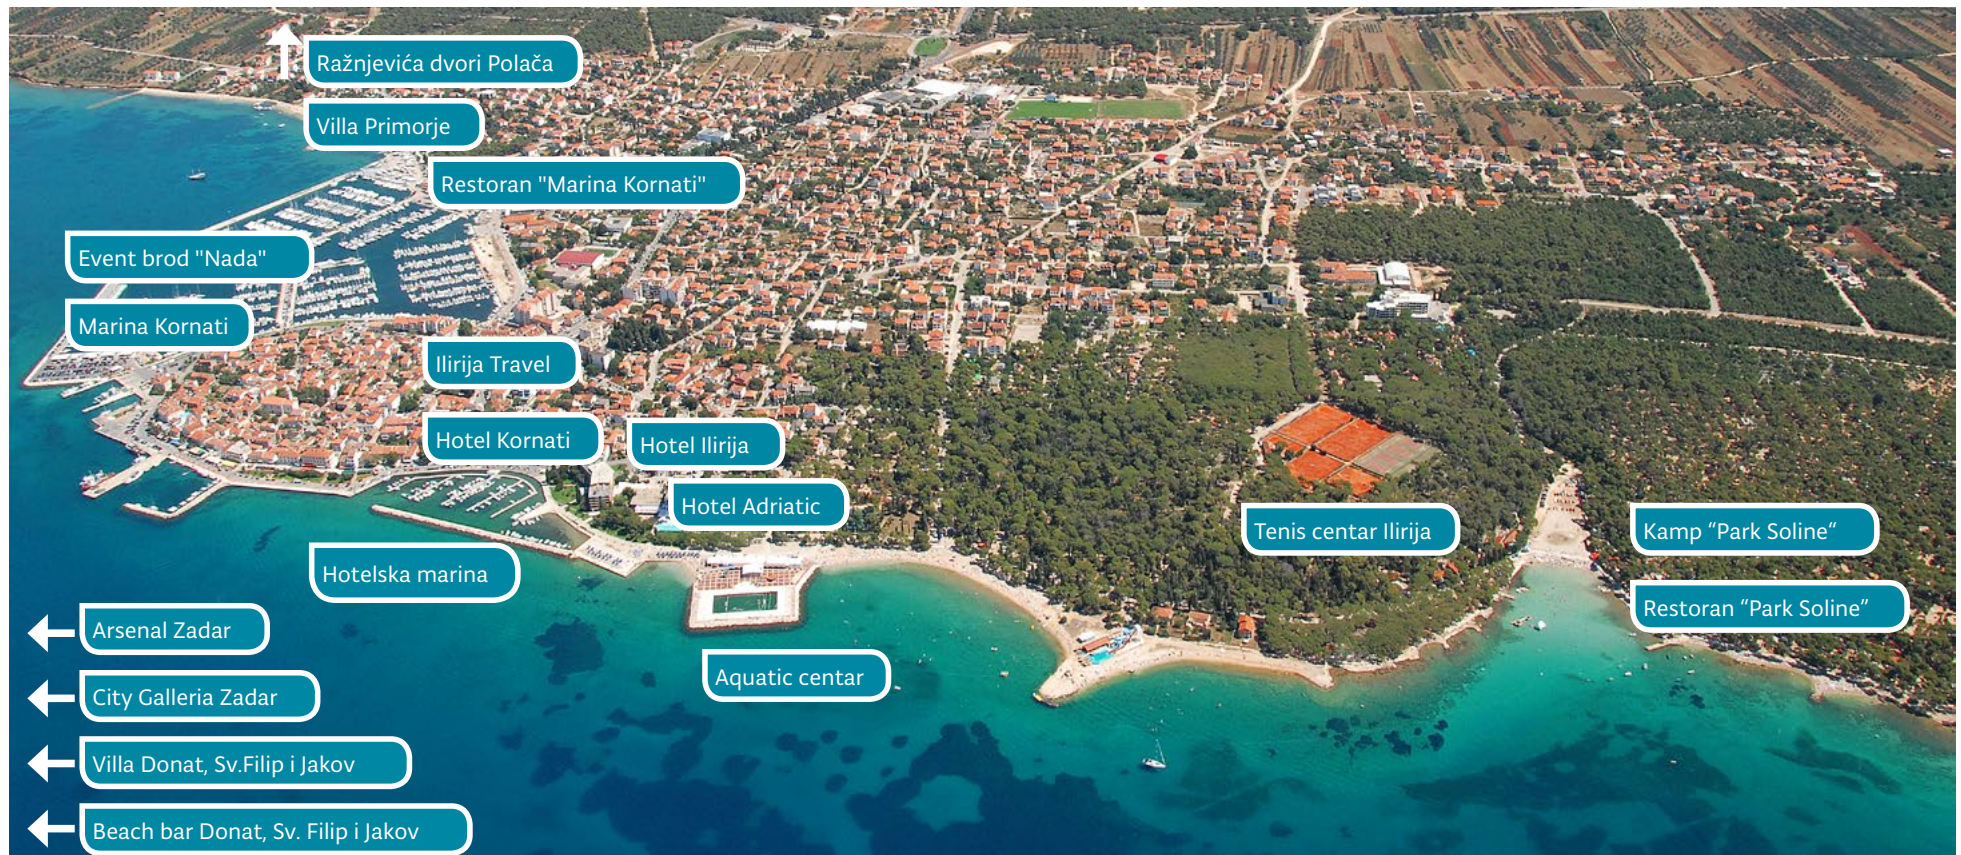 Ražnjevića dvori Polača
Villa Primorje
Restoran "Marina Kornati"
Event brod "Nada"
Marina Kornati
Ilirija Travel
Hotel Kornati
Hotel Ilirija
Hotel Adriatic
Tenis centar Ilirija
Kamp “Park Soline“
Hotelska marina
Restoran “Park Soline”
Arsenal Zadar
Aquatic centar
City Galleria Zadar
Villa Donat, Sv.Filip i Jakov
Beach bar Donat, Sv. Filip i Jakov